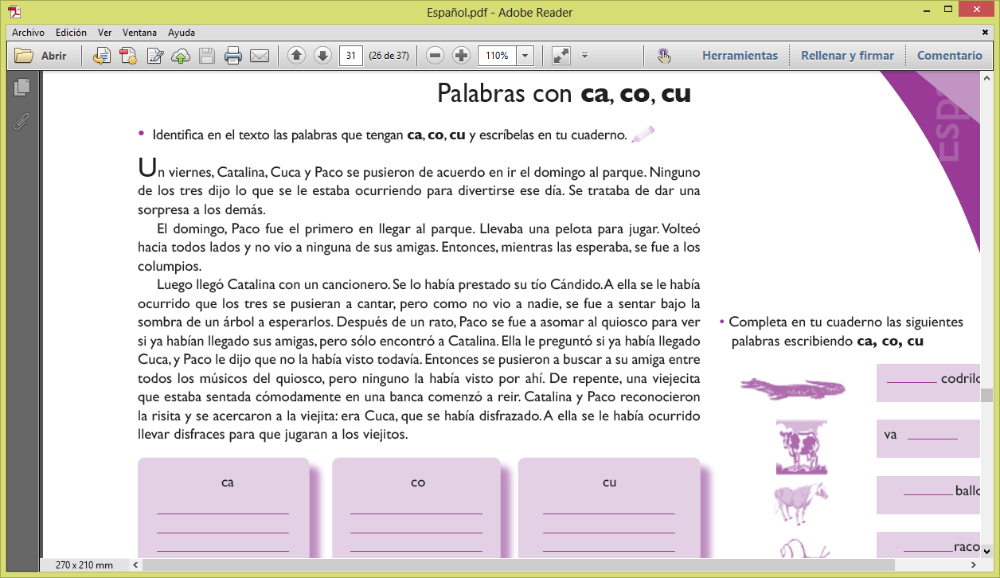 Español.pdf - Adobe Reader
Archivo Edición Ver Ventana Ayuda
Abrir 31 (26 de 37) 110% Herramientas Rellenar y firmar Comentario
Palabras con ca, co, cu
• Identifica en el texto las palabras que tengan ca, co, cu y escríbelas en tu cuaderno.
Un viernes, Catalina, Cuca y Paco se pusieron de acuerdo en ir el domingo al parque. Ninguno
de los tres dijo lo que se le estaba ocurriendo para divertirse ese día. Se trataba de dar una
sorpresa a los demás.
El domingo, Paco fue el primero en llegar al parque. Llevaba una pelota para jugar. Volteó
hacia todos lados y no vio a ninguna de sus amigas. Entonces, mientras las esperaba, se fue a los
columpios.
Luego llegó Catalina con un cancionero. Se lo había prestado su tío Cándido. A ella se le había
ocurrido que los tres se pusieran a cantar, pero como no vio a nadie, se fue a sentar bajo la
sombra de un árbol a esperarlos. Después de un rato, Paco se fue a asomar al quiosco para ver
si ya habían llegado sus amigas, pero sólo encontró a Catalina. Ella le preguntó si ya había llegado
Cuca, y Paco le dijo que no la había visto todavía. Entonces se pusieron a buscar a su amiga entre
todos los músicos del quiosco, pero ninguno la había visto por ahí. De repente, una viejecita
que estaba sentada cómodamente en una banca comenzó a reir. Catalina y Paco reconocieron
la risita y se acercaron a la viejita: era Cuca, que se había disfrazado. A ella se le había ocurrido
llevar disfraces para que jugaran a los viejitos.
ca
co
cu
• Completa en tu cuaderno las siguientes
palabras escribiendo ca, co, cu
codrilo
va
ballo
raco
Espa
270 x 210 mm